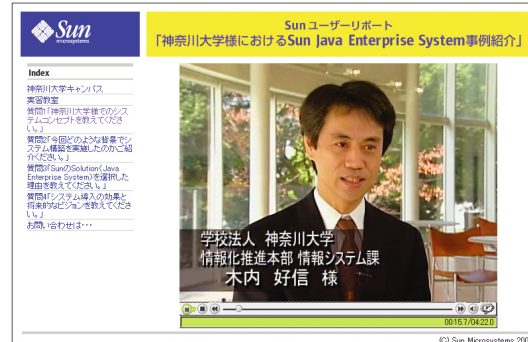 Sun
microsystems
Sun ユーザーリポート
「神奈川大学様におけるSun Java Enterprise System事例紹介」
Index
神奈川大学キャンパス
実習教室
質問1「神奈川大学様でのシス
テムコンセプトを教えてくださ
い。」
質問2「今回どのような背景でシ
ステム構築を実施したのかご紹
介ください。」
質問3「SunのSolution(Java
Enterprise System)を選択した
理由を教えてください。」
質問4「システム導入の効果と
将来的なビジョンを教えてくださ
い。」
お問い合わせは・・・
学校法人 神奈川大学
情報化推進本部 情報システム課
木内 好信 様
00:15.7/04:22.0
(C) Sun Microsystems 200